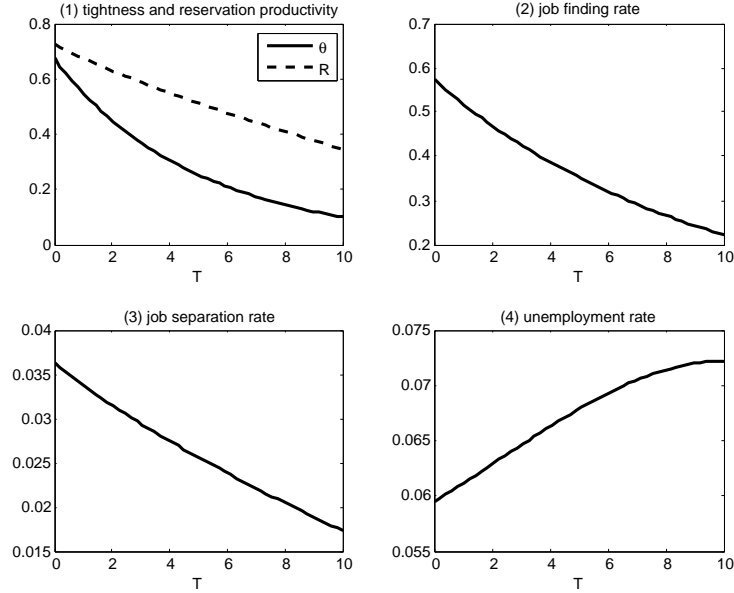 (1) tightness and reservation productivity
0.8
0.6
0.4
0.2
0
0 2 4 6 8 10
T
θ
R
(2) job finding rate
0.7
0.6
0.5
0.4
0.3
0.2
0 2 4 6 8 10
T
(3) job separation rate
0.04
0.035
0.03
0.025
0.02
0.015
0 2 4 6 8 10
T
(4) unemployment rate
0.075
0.07
0.065
0.06
0.055
0 2 4 6 8 10
T